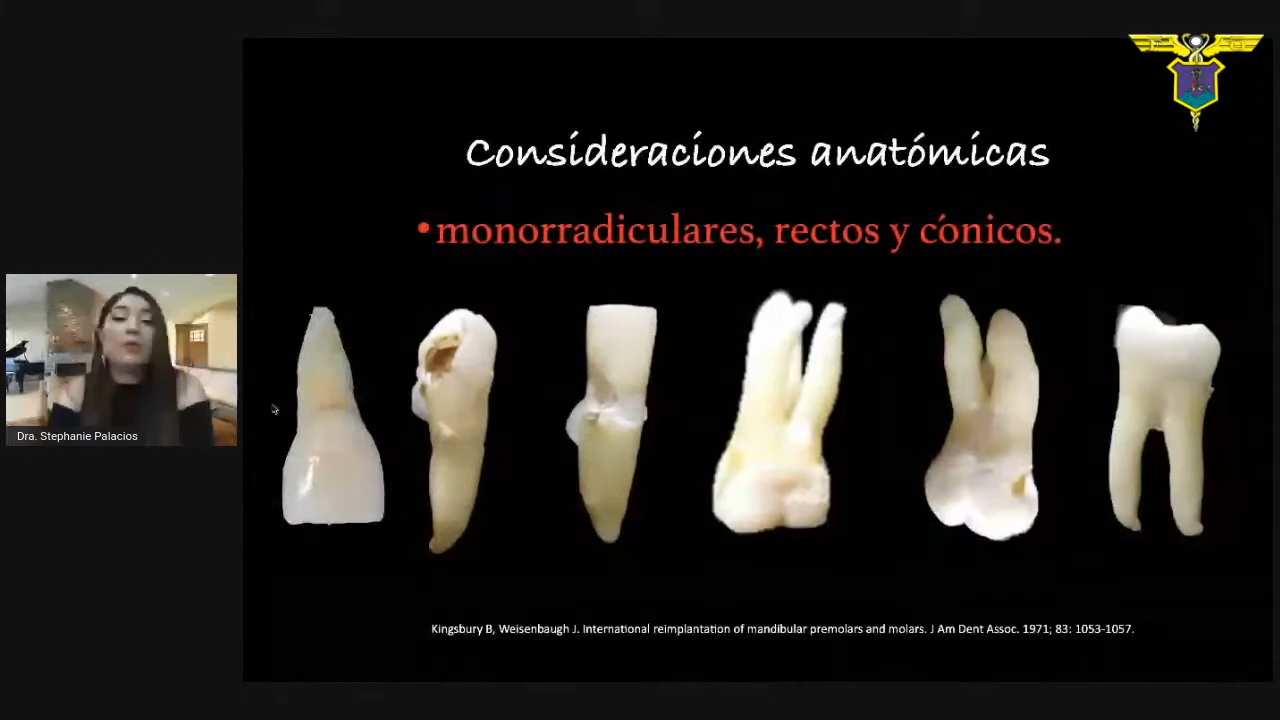 Consideraciones anatómicas
•monorradiculares, rectos y cónicos.
Dra. Stephanie Palacios
Kingsbury B, Weisenbaugh J. International reimplantation of mandibular premolars and molars. J Am Dent Assoc. 1971; 83: 1053-1057.